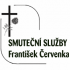 SMUTEČNÍ SLUŽBY
František Červenka